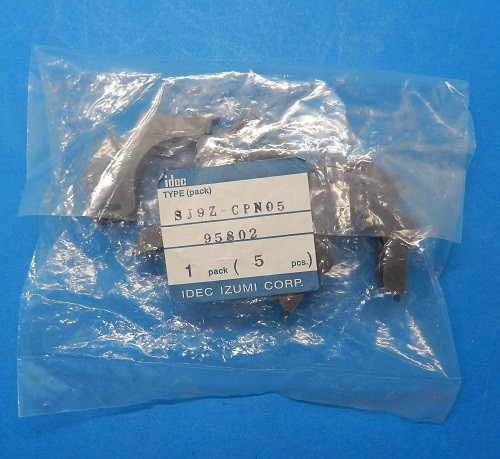 idec
TYPE (pack)
SJ9Z-CPN05
95802
1 pack ( 5 pcs.)
IDEC IZUMI CORP.